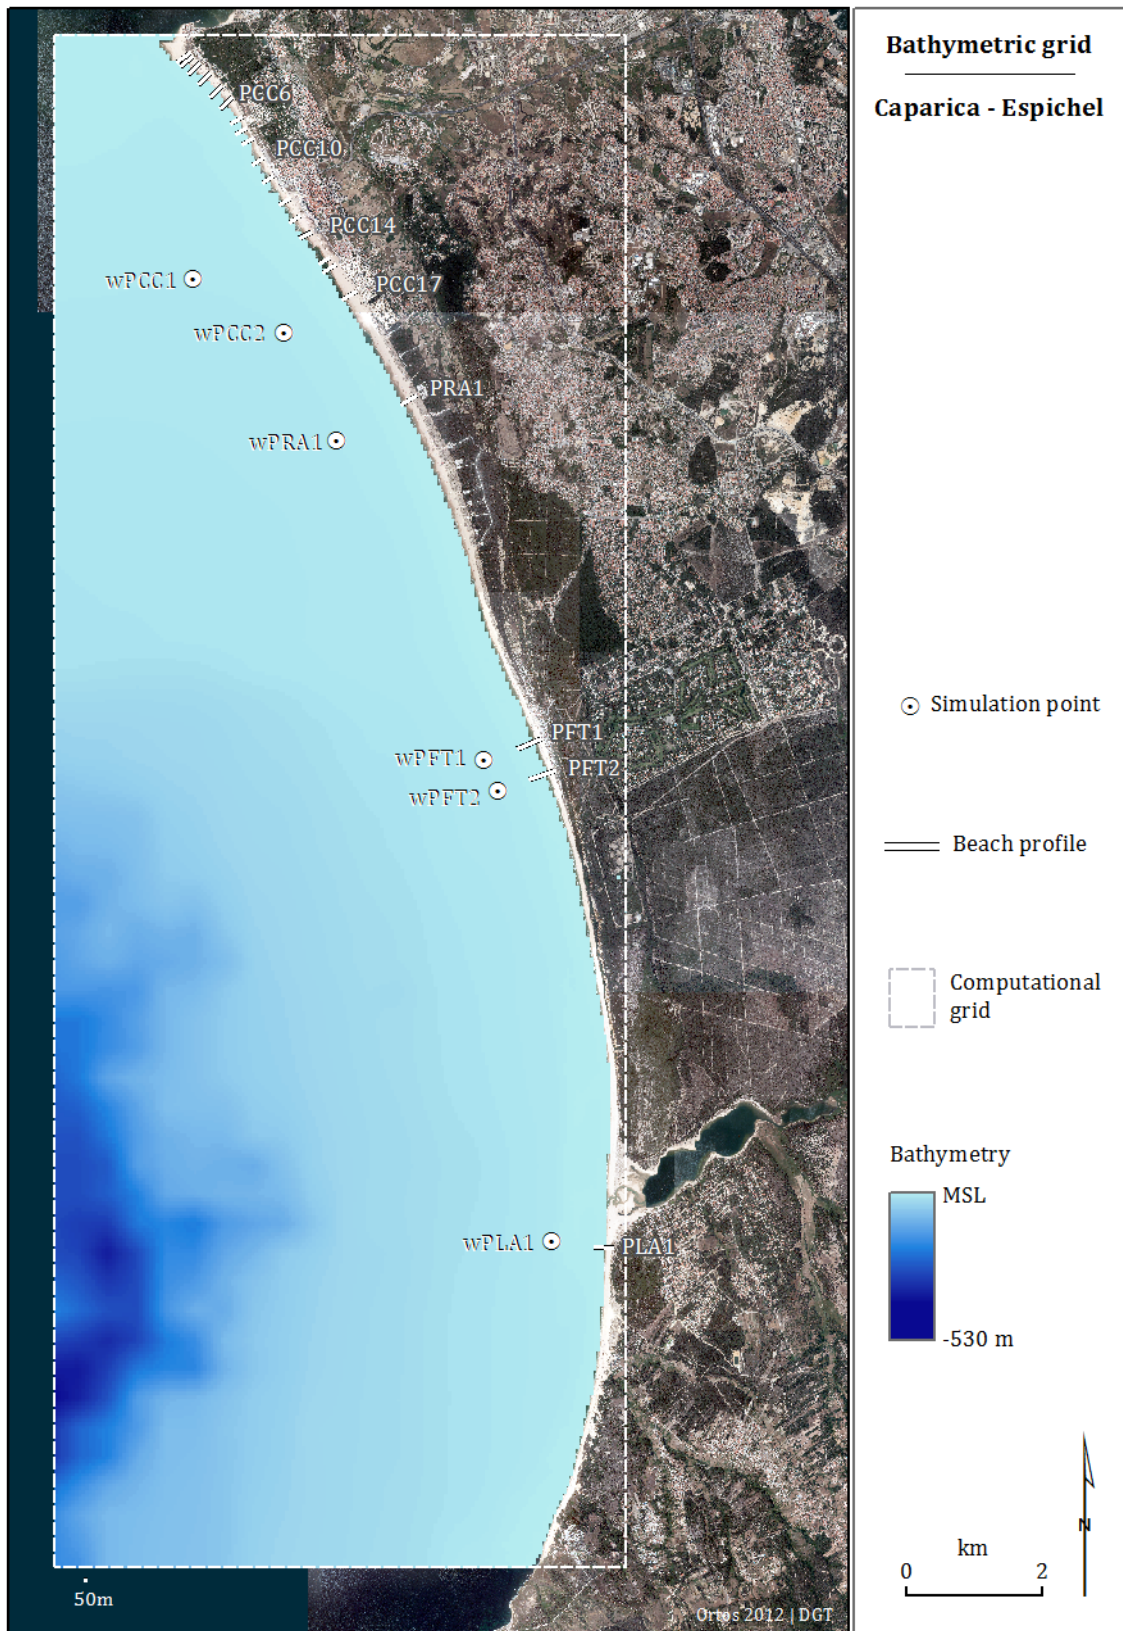 Bathymetric grid
Caparica - Espichel
PCC6
PCC10
PCC14
wPCC1
PCC17
wPCC2
PRA1
wPRA1
Simulation point
PFT1
wPFT1
PFT2
wPFT2
Beach profile
Computational
grid
Bathymetry
MSL
wPLA1
PLA1
-530 m
N
km
0 2
50m
Ortos 2012 | DGT